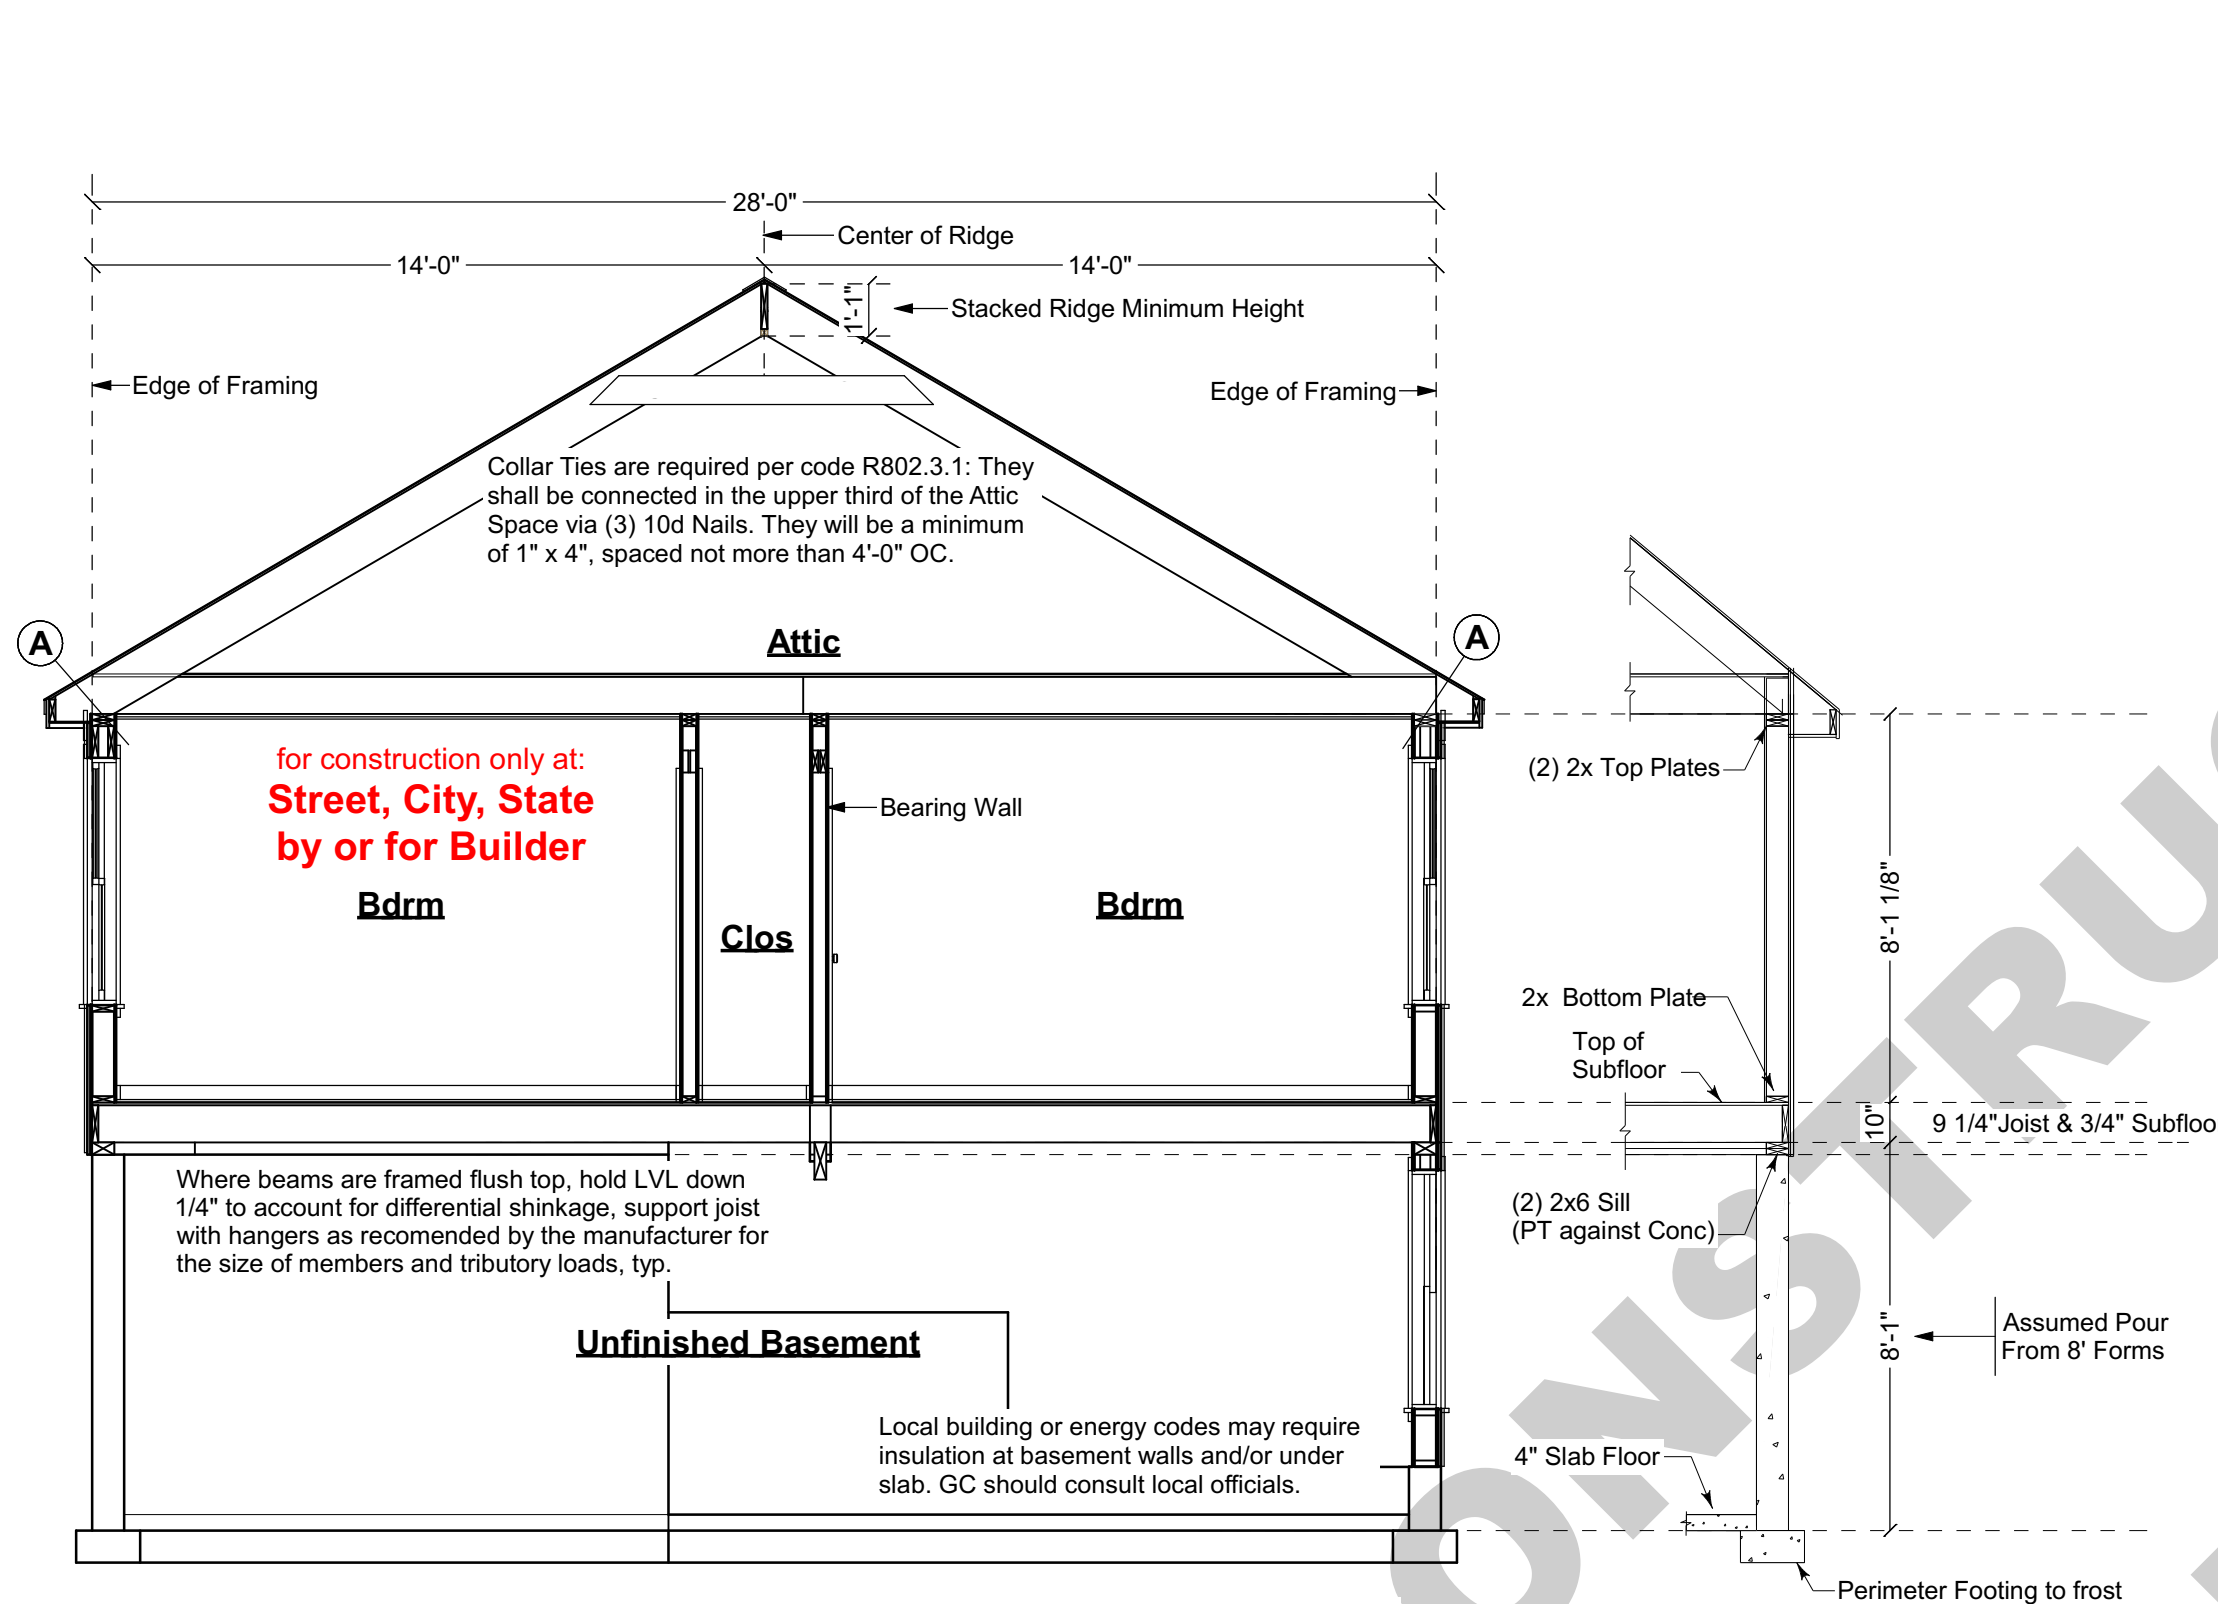 28'-0"
Center of Ridge
14'-0"
14'-0"
1'-1"
Stacked Ridge Minimum Height
Edge of Framing
Edge of Framing
Collar Ties are required per code R802.3.1: They
shall be connected in the upper third of the Attic
Space via (3) 10d Nails. They will be a minimum
of 1" x 4", spaced not more than 4'-0" OC.
A
Attic
A
for construction only at:
Street, City, State
by or for Builder
(2) 2x Top Plates
Bearing Wall
Bdrm
Clos
Bdrm
8'-1 1/8"
2x Bottom Plate
Top of
Subfloor
10"
9 1/4"Joist & 3/4" Subfloo
Where beams are framed flush top, hold LVL down
1/4" to account for differential shinkage, support joist
with hangers as recomended by the manufacturer for
the size of members and tributory loads, typ.
(2) 2x6 Sill
(PT against Conc)
Unfinished Basement
8'-1"
Assumed Pour
From 8' Forms
Local building or energy codes may require
insulation at basement walls and/or under
slab. GC should consult local officials.
4" Slab Floor
Perimeter Footing to frost
ONSTRU